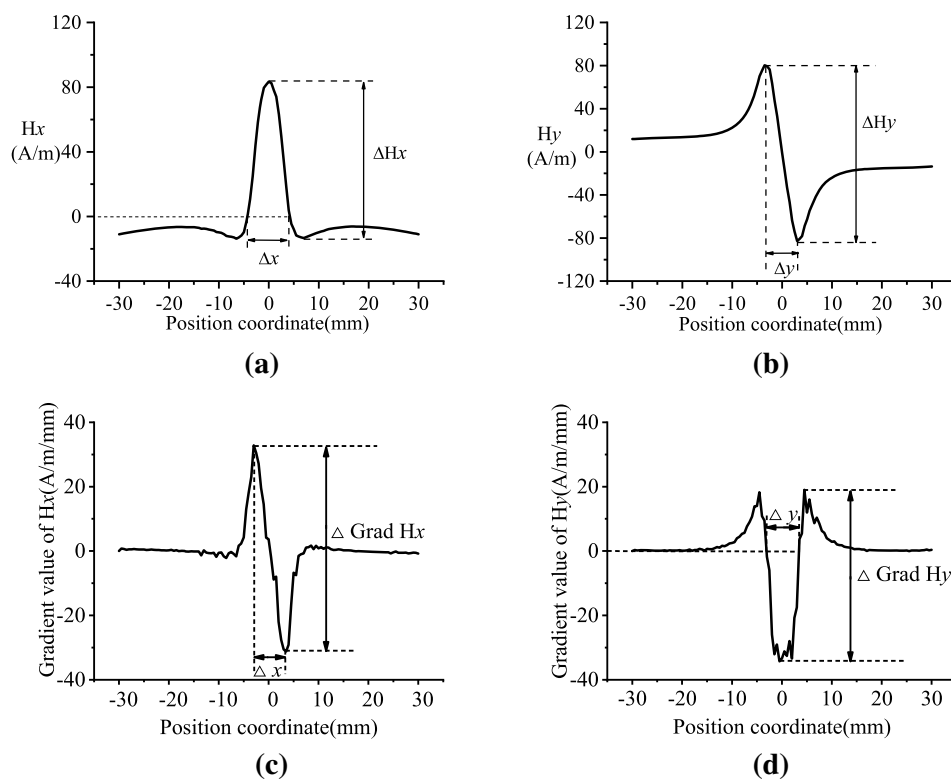 120
80
40
0
-40
Hx
(A/m)
ΔHx
Δx
-30 -20 -10 0 10 20 30
Position coordinate(mm)
(a)
120
80
40
0
-40
-80
-120
Hy
(A/m)
ΔHy
Δy
-30 -20 -10 0 10 20 30
Position coordinate(mm)
(b)
40
20
0
-20
-40
Gradient value of Hx(A/m/mm)
△ Grad Hx
△ x
-30 -20 -10 0 10 20 30
Position coordinate(mm)
(c)
40
20
0
-20
-40
Gradient value of Hy(A/m/mm)
△ y
△ Grad Hy
-30 -20 -10 0 10 20 30
Position coordinate(mm)
(d)